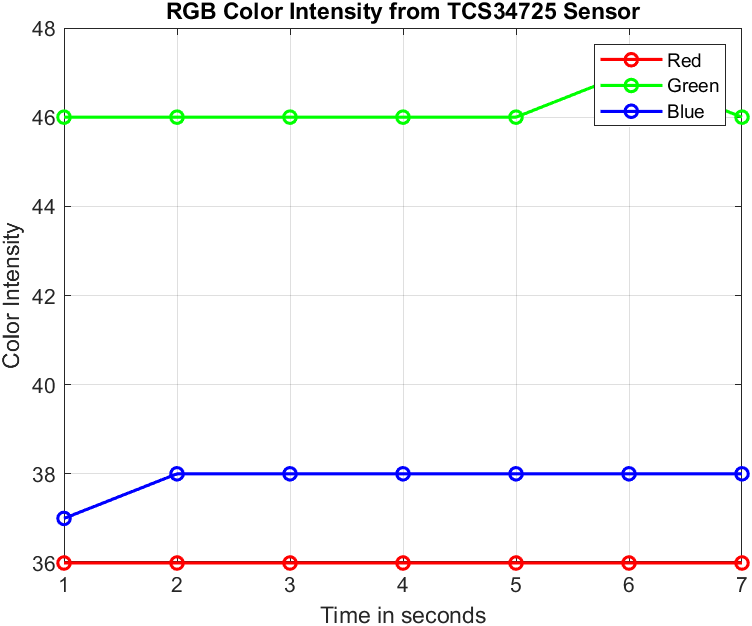 RGB Color Intensity from TCS34725 Sensor
48
46
44
42
40
38
36
Color Intensity
Red
Green
Blue
1 2 3 4 5 6 7
Time in seconds